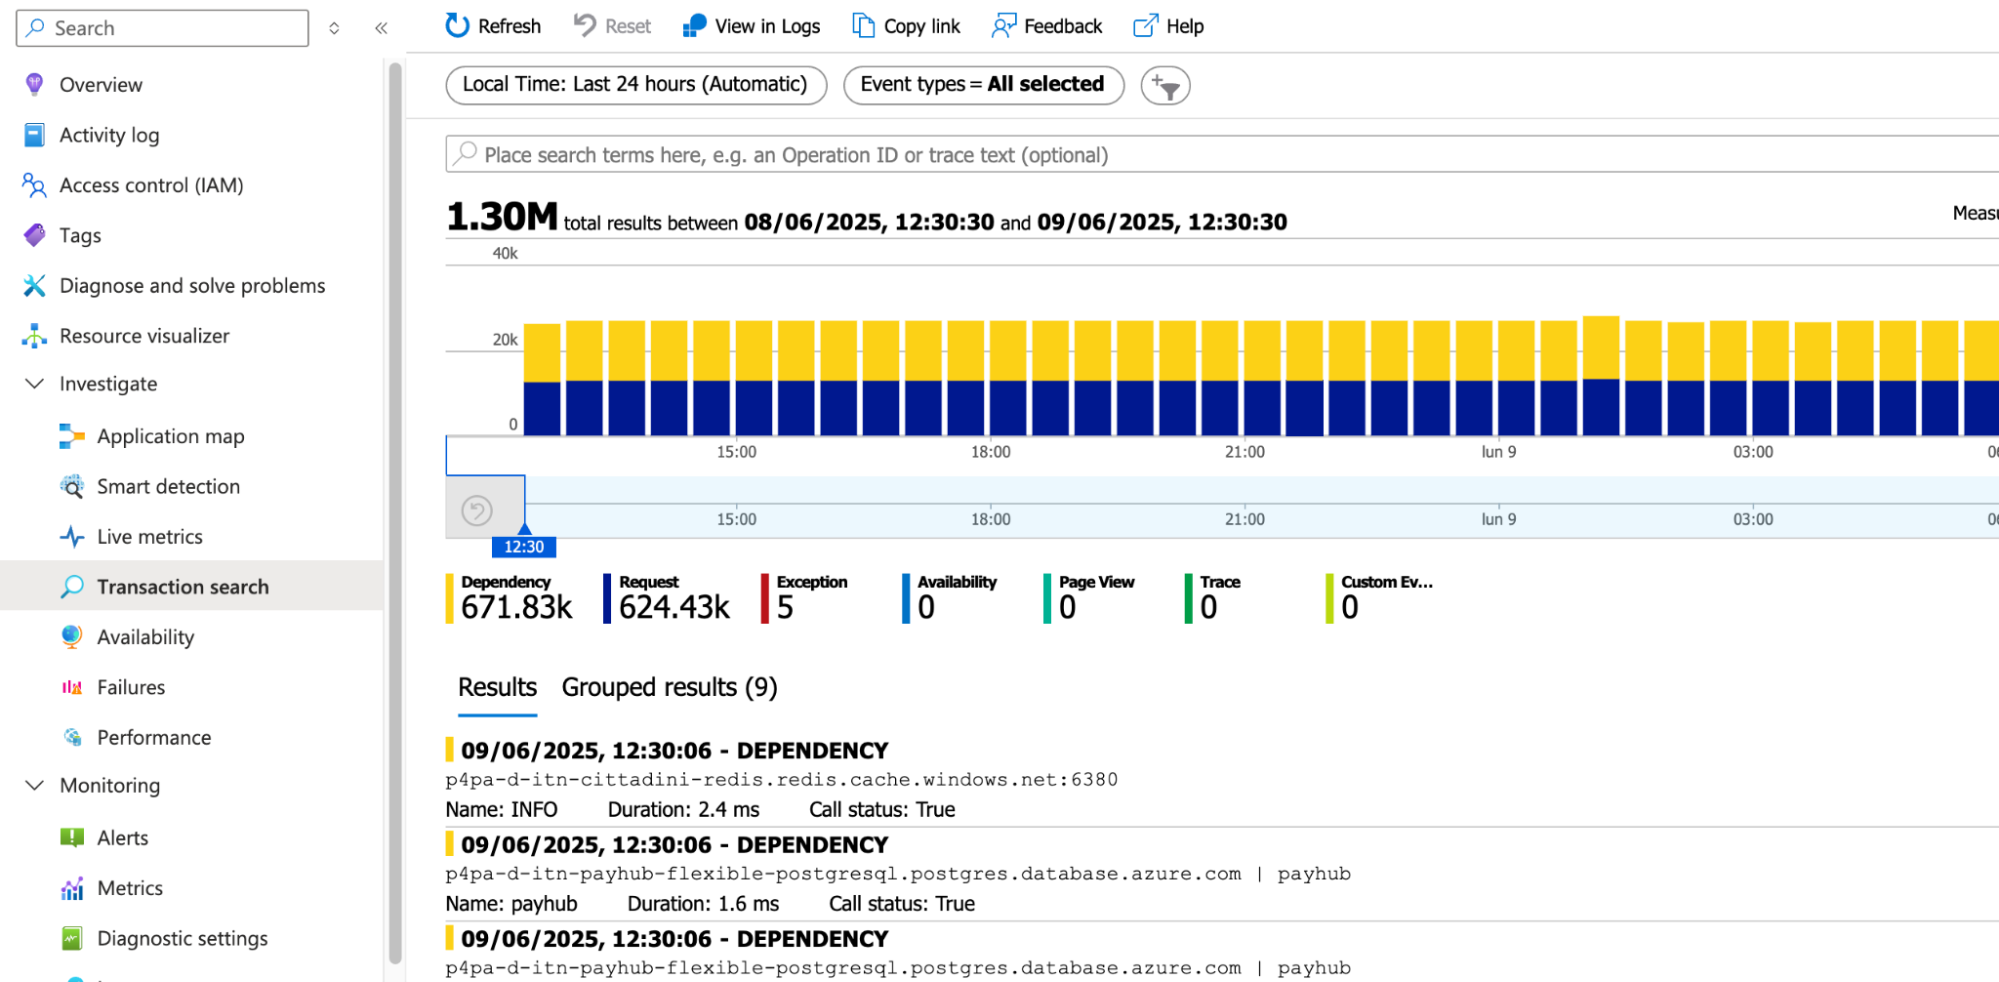 Search
Refresh
Reset
View in Logs
Copy link
Feedback
Help
Overview
Activity log
Access control (IAM)
Tags
Diagnose and solve problems
Resource visualizer
Investigate
Application map
Smart detection
Live metrics
Transaction search
Availability
Failures
Performance
Monitoring
Alerts
Metrics
Diagnostic settings
Local Time: Last 24 hours (Automatic)
Event types = All selected
Place search terms here, e.g. an Operation ID or trace text (optional)
1.30M total results between 08/06/2025, 12:30:30 and 09/06/2025, 12:30:30
Measu
40k
20k
0
15:00 18:00 21:00 lun 9 03:00 06
15:00 18:00 21:00 lun 9 03:00 06
12:30
Dependency
671.83k
Request
624.43k
Exception
5
Availability
0
Page View
0
Trace
0
Custom Ev...
0
Results Grouped results (9)
09/06/2025, 12:30:06 - DEPENDENCY
p4pa-d-itn-cittadini-redis.redis.cache.windows.net:6380
Name: INFO Duration: 2.4 ms Call status: True
09/06/2025, 12:30:06 - DEPENDENCY
p4pa-d-itn-payhub-flexible-postgresql.postgres.database.azure.com | payhub
Name: payhub Duration: 1.6 ms Call status: True
09/06/2025, 12:30:06 - DEPENDENCY
p4pa-d-itn-payhub-flexible-postgresql.postgres.database.azure.com | payhub